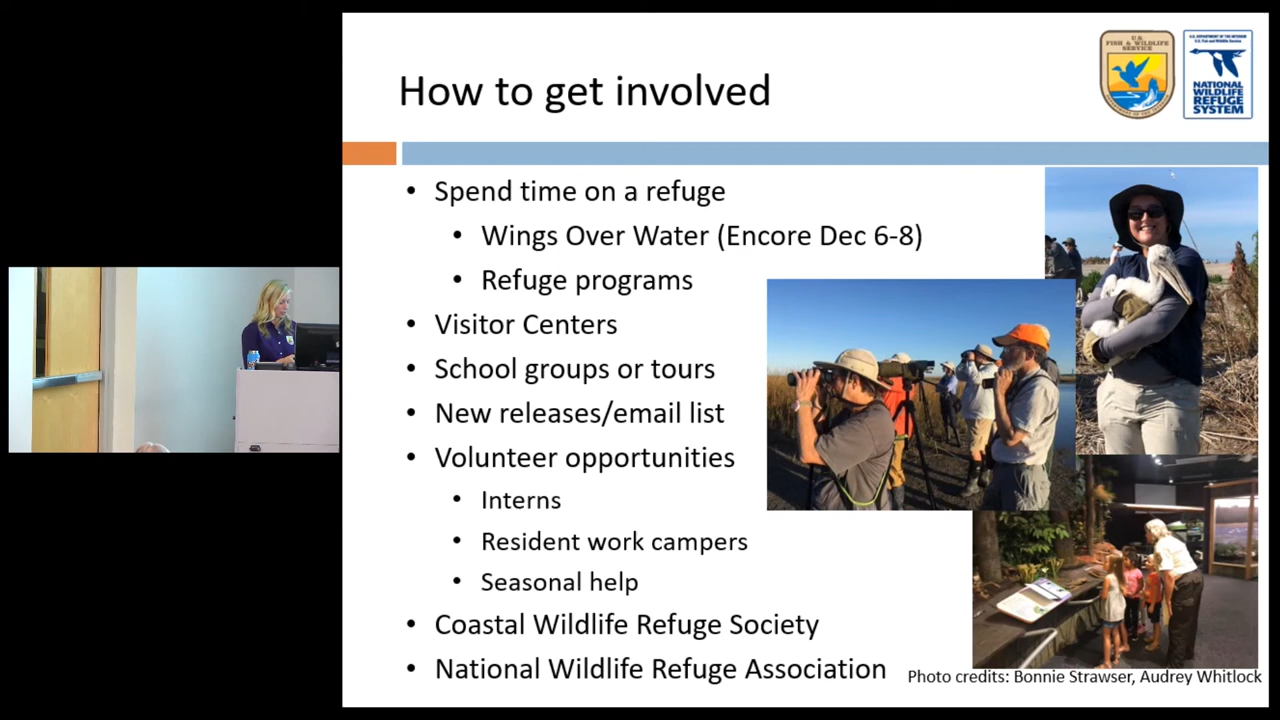 How to get involved
U.S.
FISH & WILDLIFE
SERVICE
U.S. DEPARTMENT OF THE INTERIOR
U.S. Fish and Wildlife Service
NATIONAL
WILDLIFE
REFUGE
SYSTEM
• Spend time on a refuge
• Wings Over Water (Encore Dec 6-8)
• Refuge programs
• Visitor Centers
• School groups or tours
• New releases/email list
• Volunteer opportunities
• Interns
• Resident work campers
• Seasonal help
• Coastal Wildlife Refuge Society
• National Wildlife Refuge Association
Photo credits: Bonnie Strawser, Audrey Whitlock